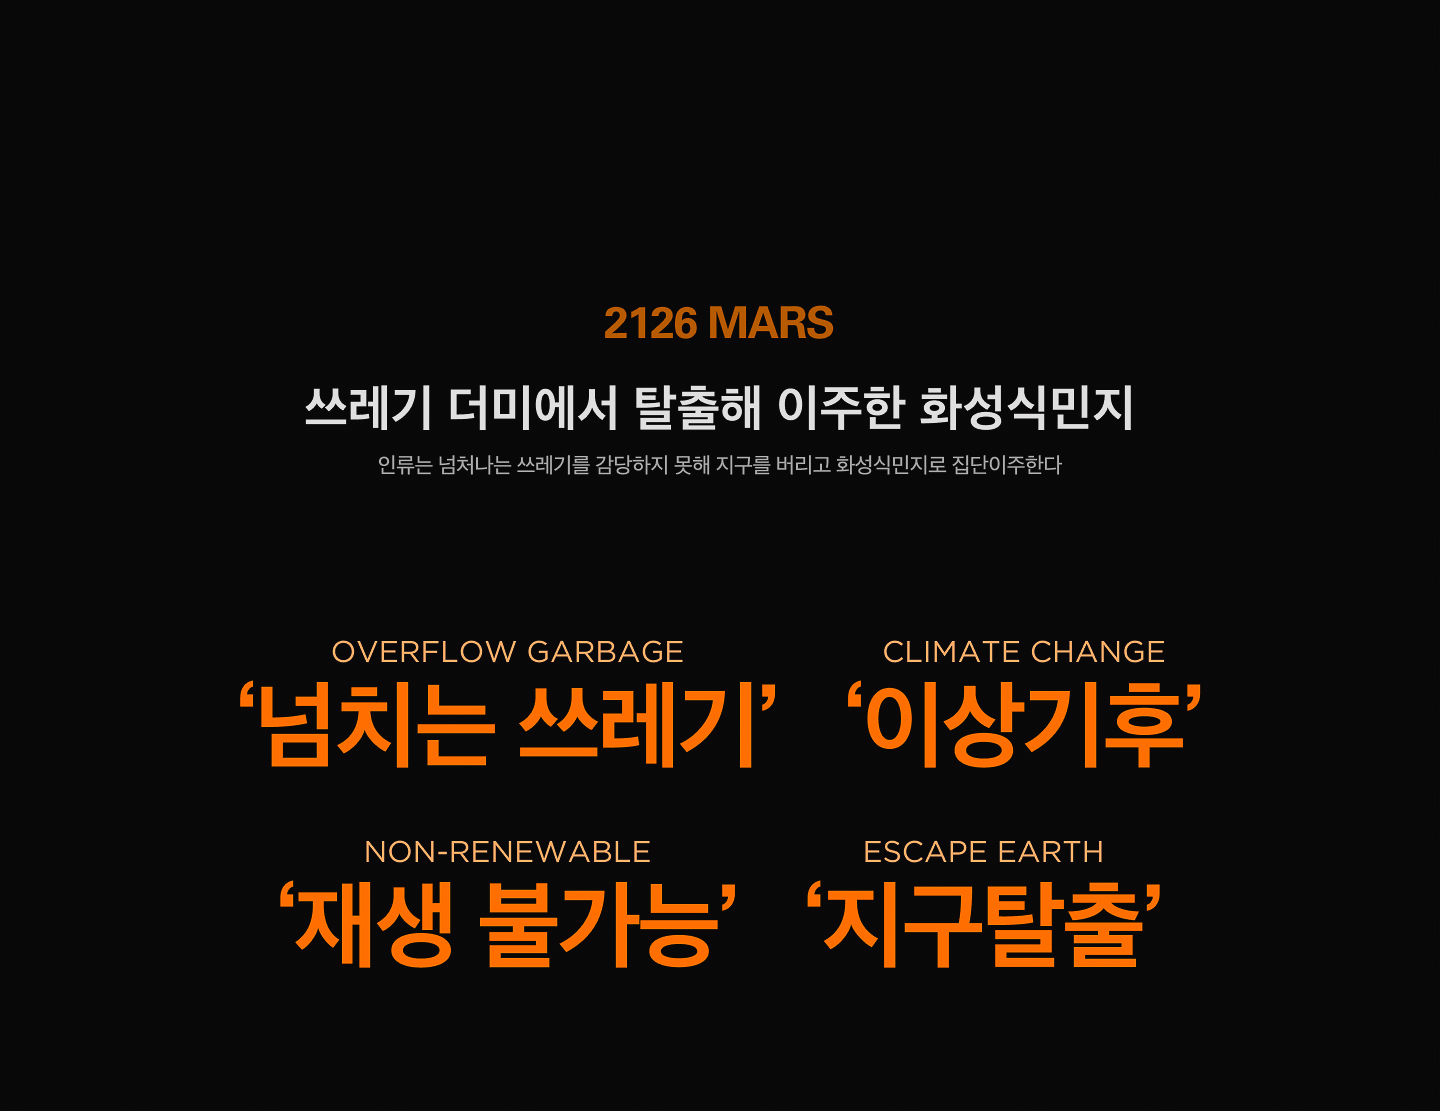 2126 MARS
쓰레기 더미에서 탈출해 이주한 화성식민지
인류는 넘처나는 쓰레기를 감당하지 못해 지구를 버리고 화성식민지로 집단이주한다
OVERFLOW GARBAGE
‘넘치는 쓰레기’
CLIMATE CHANGE
‘이상기후’
NON-RENEWABLE
‘재생 불가능’
ESCAPE EARTH
‘지구탈출’